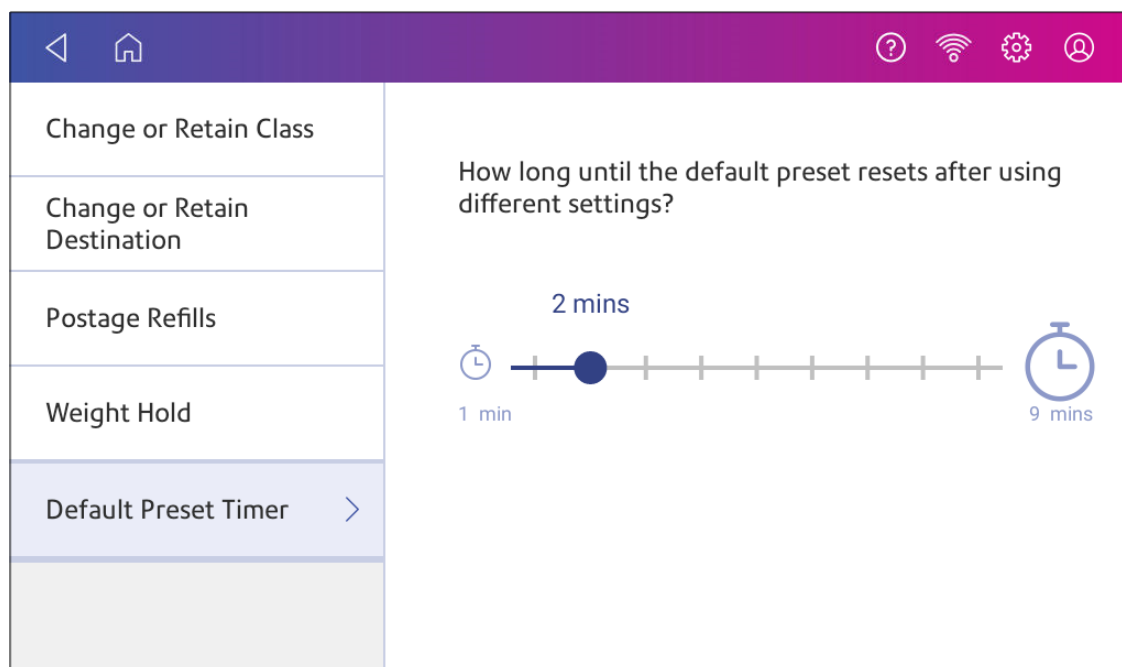 Change or Retain Class
Change or Retain
Destination
Postage Refills
Weight Hold
Default Preset Timer
How long until the default preset resets after using
different settings?
2 mins
1 min
9 mins